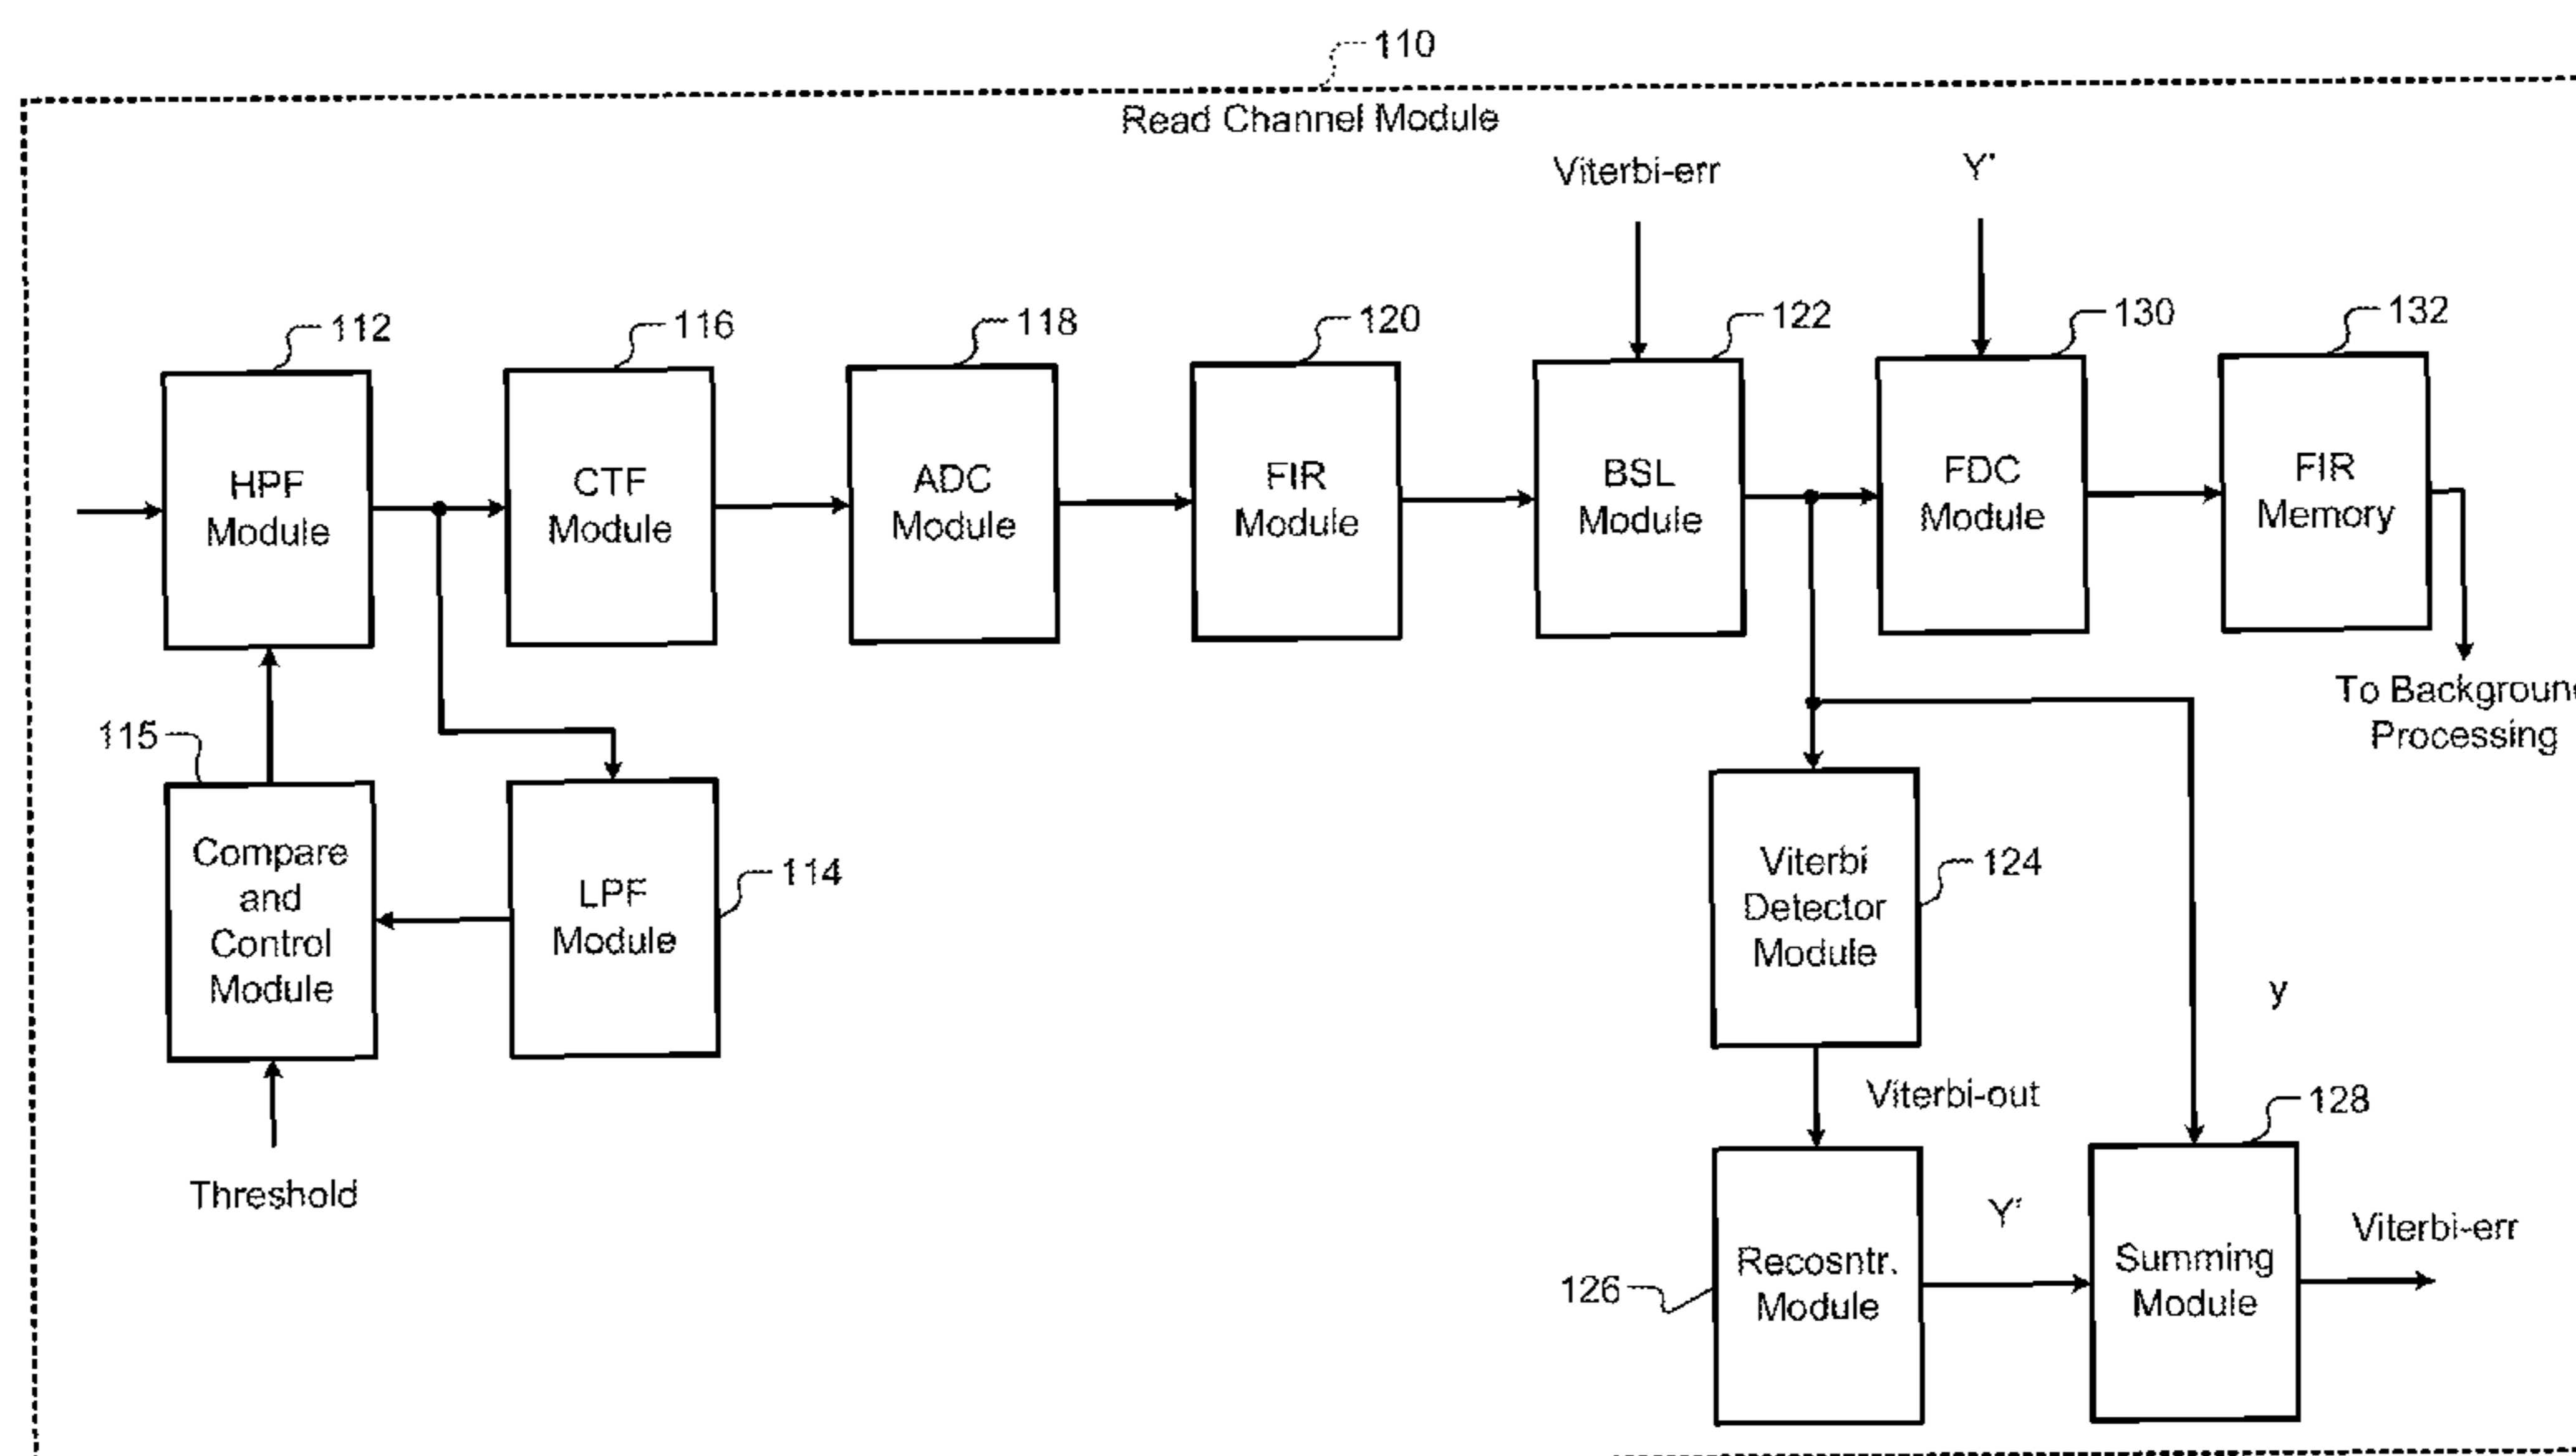 110
Read Channel Module
Viterbi-err
Y'
112
116
118
120
122
130
132
HPF
Module
CTF
Module
ADC
Module
FIR
Module
BSL
Module
FDC
Module
FIR
Memory
To Background
Processing
115
Compare
and
Control
Module
LPF
Module
114
Viterbi
Detector
Module
124
y
Threshold
Viterbi-out
128
126
Recosntr.
Module
Y'
Summing
Module
Viterbi-err